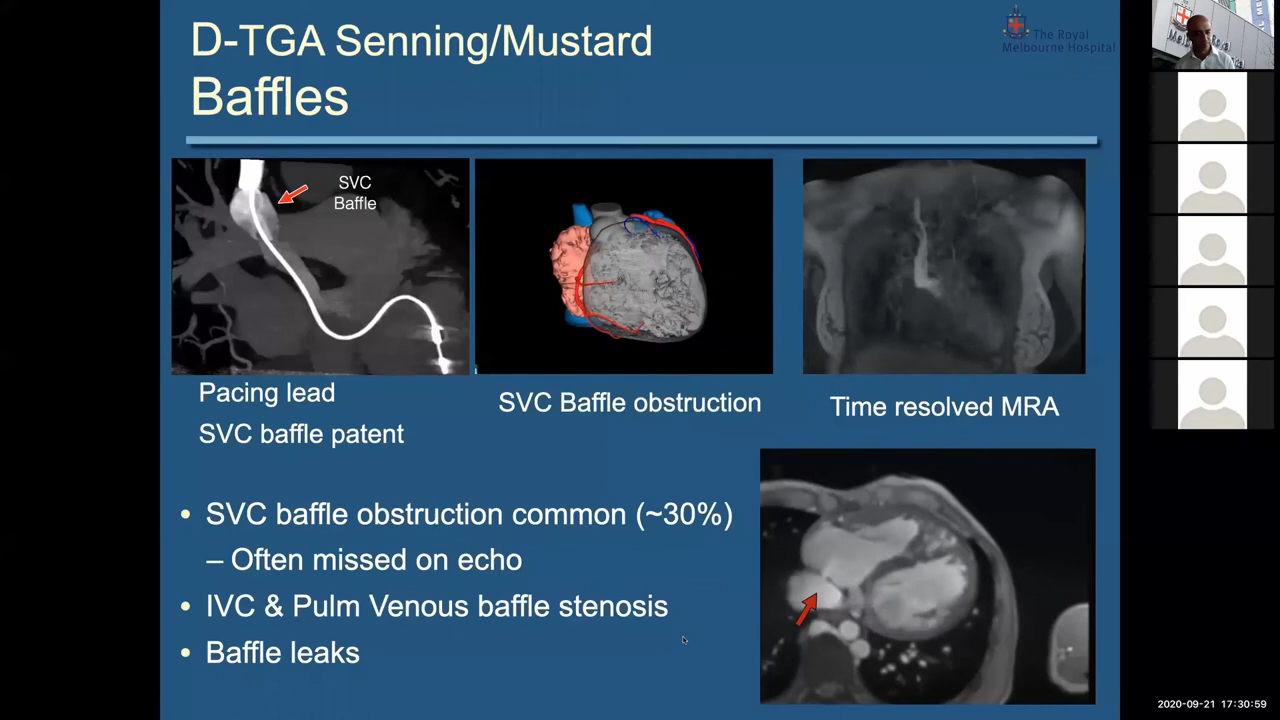 D-TGA Senning/Mustard
Baffles
The Royal
Melbourne Hospital
SVC
Baffle
Pacing lead
SVC baffle patent
SVC Baffle obstruction
Time resolved MRA
• SVC baffle obstruction common (~30%)
– Often missed on echo
• IVC & Pulm Venous baffle stenosis
• Baffle leaks
2020-09-21 17:30:59